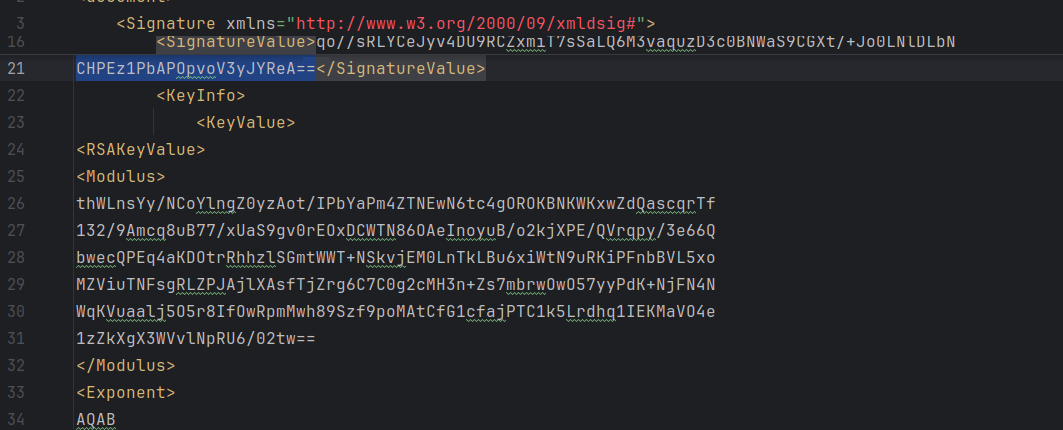 2 <document>
3 <Signature xmlns="http://www.w3.org/2000/09/xmldsig#">
16 <SignatureValue>qo//sRLYCeJyv4DU9RCZxmiT7sSaLQ6M3vaquzD3c0BNWaS9CGXt/+Jo0LNlDLbN
21 CHPEz1PbAPOpvoV3yJYReA==</SignatureValue>
22 <KeyInfo>
23 <KeyValue>
24 <RSAKeyValue>
25 <Modulus>
26 thWLnsYy/NCoYlngZ0yzAot/IPbYaPm4ZTNEwN6tc4gOROKBNKWKxwZdQascqrTf
27 132/9Amcq8uB77/xUaS9gv0rEOxDCWTN86OAeInoyuB/o2kjXPE/QVrqpy/3e66Q
28 bwecQPEq4aKDOtrRhhzlSGmtWWT+NSkvjEM0LnTkLBu6xiWtN9uRKiPFnbBVL5xo
29 MZViuTNFsgRLZPJAjlXAsfTjZrg6C7C0g2cMH3n+Zs7mbrwOwO57yyPdK+NjFN4N
30 WqKVuaalj5O5r8IfOwRpmMwh89Szf9poMAtCfG1cfajPTC1k5Lrdhq1IEKMaVO4e
31 1zZkXgX3WVvlNpRU6/02tw==
32 </Modulus>
33 <Exponent>
34 AQAB